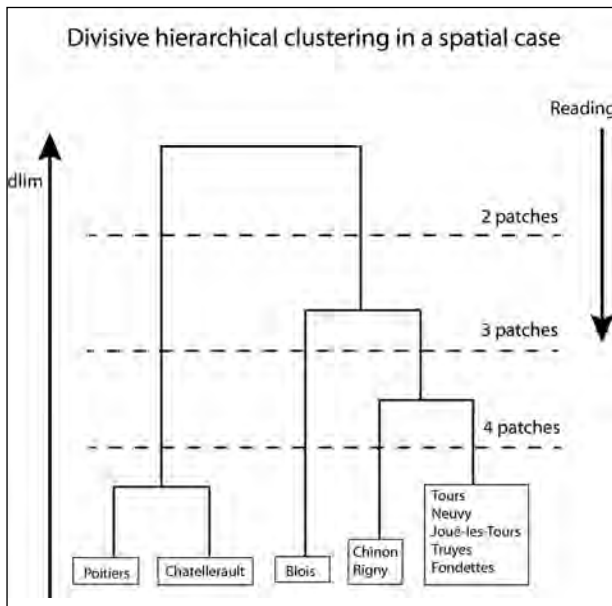 Divisive hierarchical clustering in a spatial case
Reading
dlim
2 patches
3 patches
4 patches
Tours
Neuvy
Joué-les-Tours
Truyes
Fondettes
Chinon
Rigny
Poitiers
Chatellerault
Blois